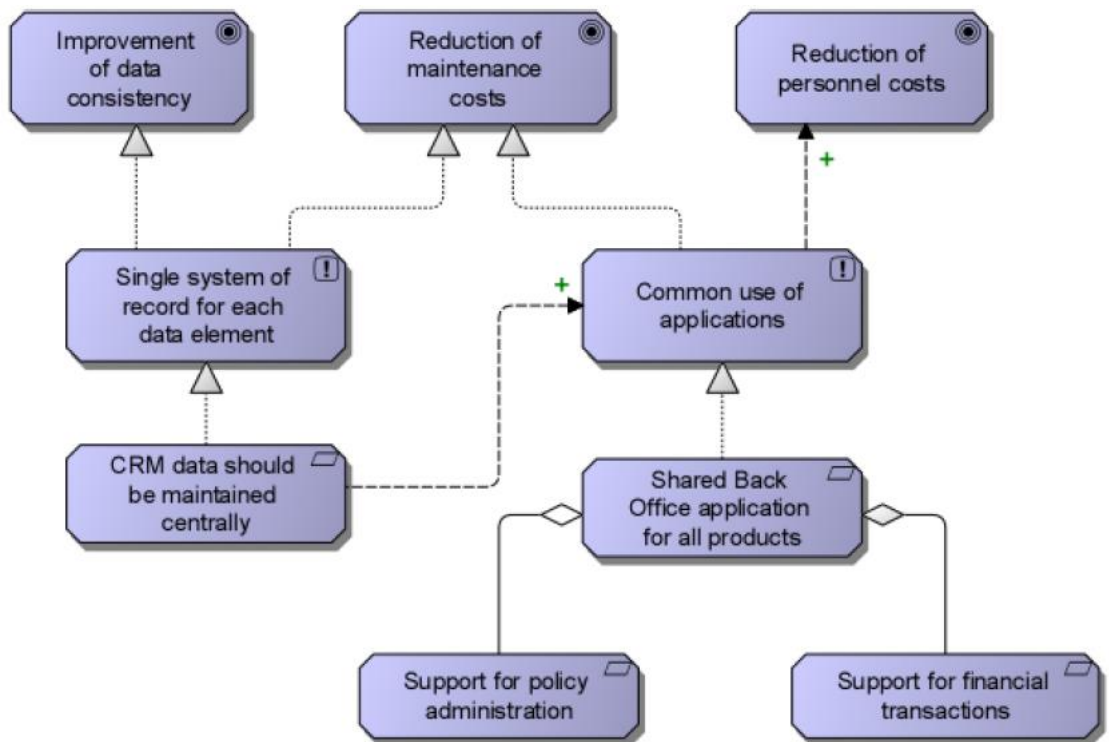 Improvement
of data
consistency
Reduction of
maintenance
costs
Reduction of
personnel costs
+
Single system of
record for each
data element
!
+
Common use of
applications
!
CRM data should
be maintained
centrally
Shared Back
Office application
for all products
Support for policy
administration
Support for financial
transactions